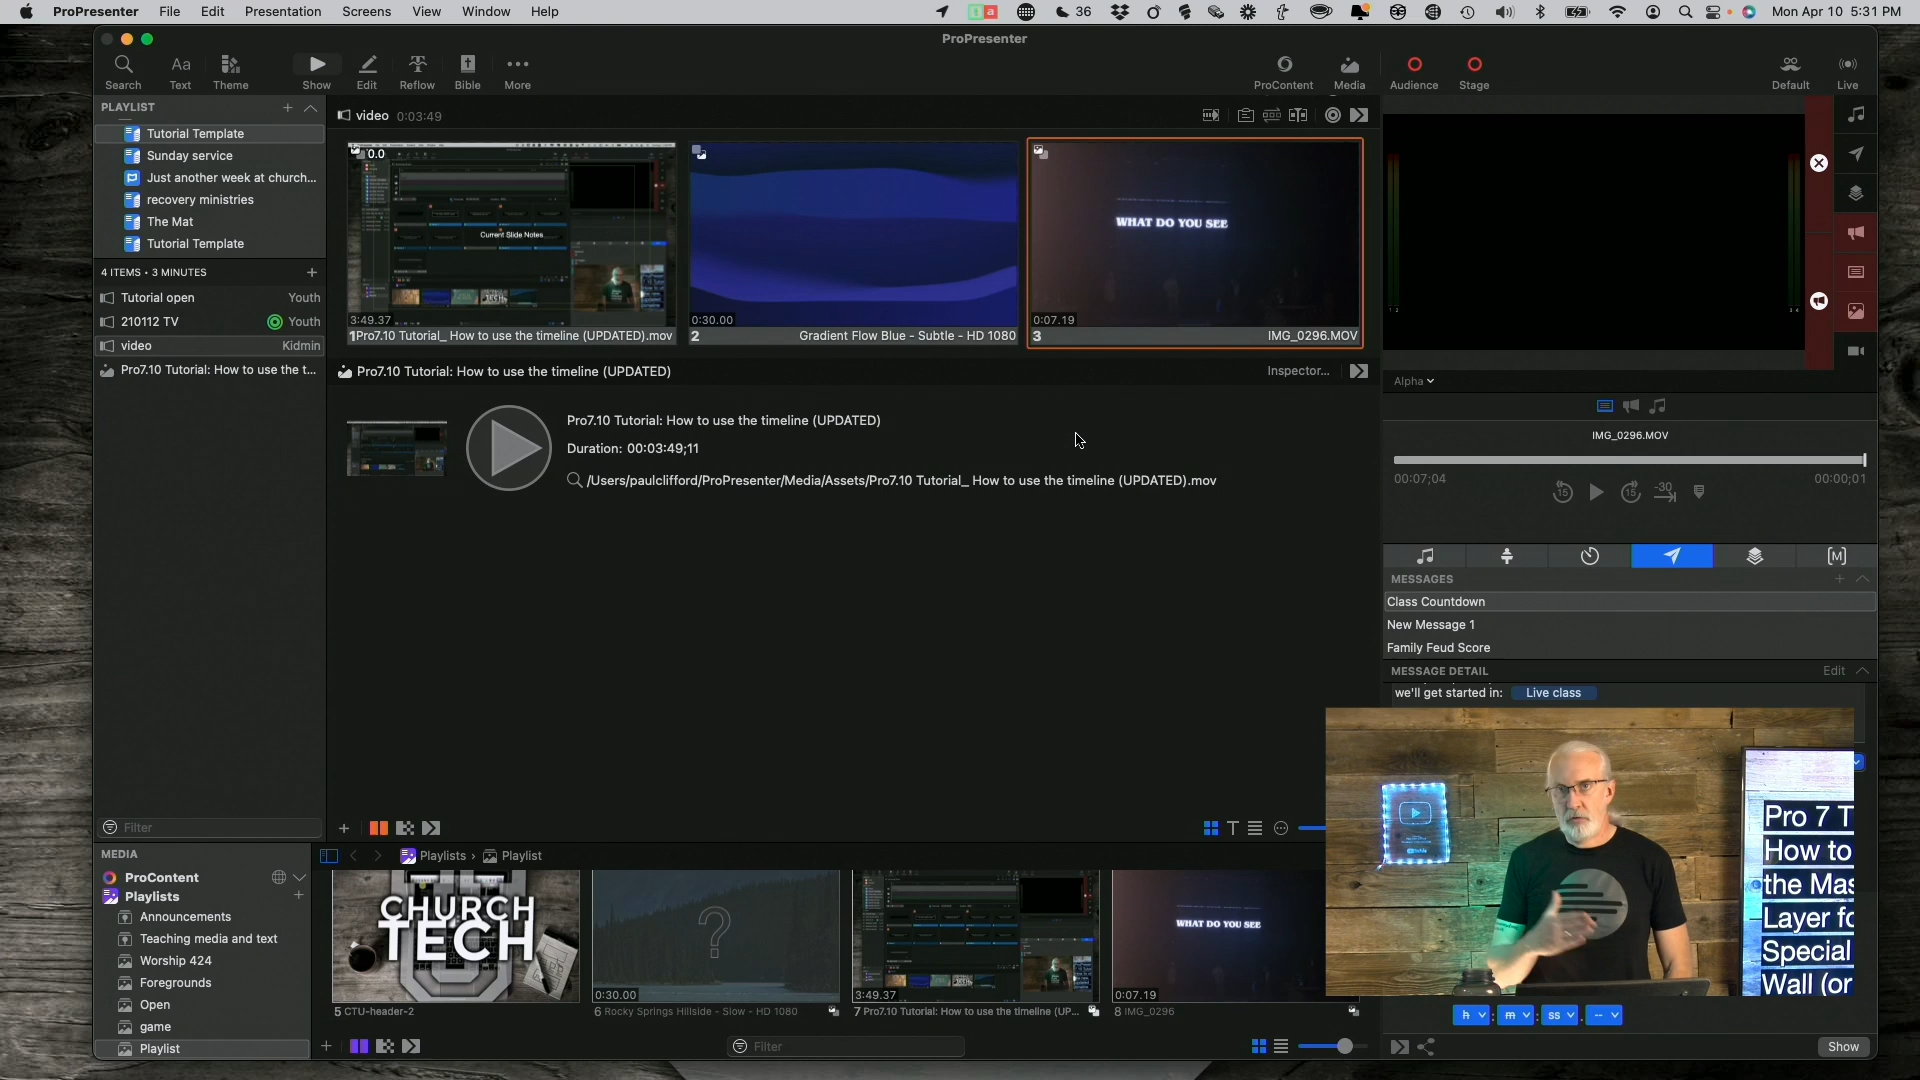 ProPresenter File Edit Presentation Screens View Window Help
36
Mon Apr 10 5:31 PM
ProPresenter
Search Text Theme Show Edit Reflow Bible More
ProContent Media Audience Stage Default Live
PLAYLIST
Tutorial Template
Sunday service
Just another week at church...
recovery ministries
The Mat
Tutorial Template
4 ITEMS • 3 MINUTES
Tutorial open Youth
210112 TV Youth
video Kidmin
Pro7.10 Tutorial: How to use the t...
Filter
video 0:03:49
0.0
Current Slide Notes
3:49.37
1 Pro7.10 Tutorial_ How to use the timeline (UPDATED).mov
0:30.00
2 Gradient Flow Blue - Subtle - HD 1080
WHAT DO YOU SEE
0:07.19
3 IMG_0296.MOV
Pro7.10 Tutorial: How to use the timeline (UPDATED)
Inspector...
Pro7.10 Tutorial: How to use the timeline (UPDATED)
Duration: 00:03:49;11
/Users/paulclifford/ProPresenter/Media/Assets/Pro7.10 Tutorial_ How to use the timeline (UPDATED).mov
1 2
3 4
Alpha
IMG_0296.MOV
00:07;04
00:00;01
15 15 -30
MESSAGES
Class Countdown
New Message 1
Family Feud Score
MESSAGE DETAIL Edit
we'll get started in: Live class
Pro 7 T
How to
the Mas
Layer fo
Special
Wall (or
h : m : ss . --
Show
MEDIA
ProContent
Playlists
Announcements
Teaching media and text
Worship 424
Foregrounds
Open
game
Playlist
Playlists › Playlist
CHURCH
TECH
5 CTU-header-2
?
0:30.00
6 Rocky Springs Hillside - Slow - HD 1080
3:49.37
7 Pro7.10 Tutorial: How to use the timeline (UP...
WHAT DO YOU SEE
0:07.19
8 IMG_0296
Filter